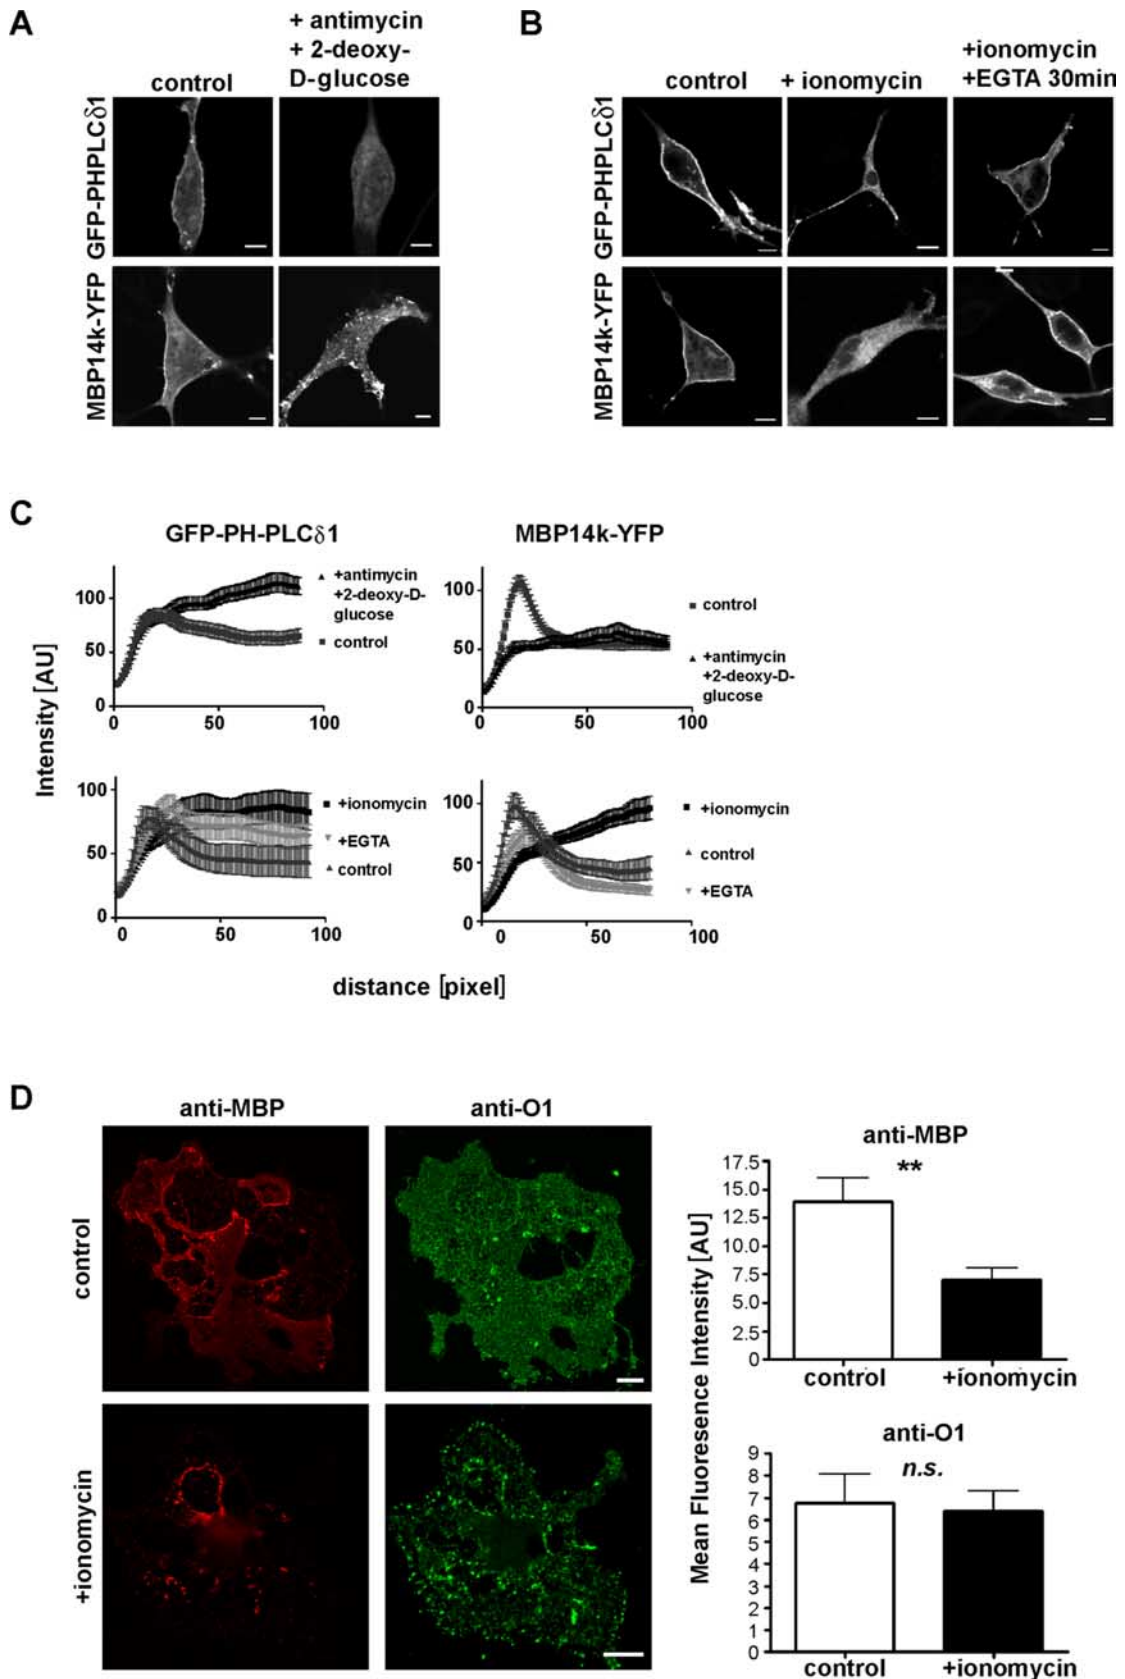 A
+ antimycin
+ 2-deoxy-
D-glucose
control
GFP-PHPLCδ1
MBP14k-YFP
B
control
+ ionomycin
+ionomycin
+EGTA 30min
GFP-PHPLCδ1
MBP14k-YFP
C
GFP-PH-PLCδ1
MBP14k-YFP
Intensity [AU]
100
50
0
0 50 100
+antimycin
+2-deoxy-D-
glucose
control
100
50
0
0 50 100
control
+antimycin
+2-deoxy-D-
glucose
100
50
0
0 50 100
+ionomycin
+EGTA
control
100
50
0
0 50 100
+ionomycin
control
+EGTA
distance [pixel]
D
anti-MBP
anti-O1
control
+ionomycin
Mean Fluoresence Intensity [AU]
anti-MBP
**
17.5
15.0
12.5
10.0
7.5
5.0
2.5
0
control
+ionomycin
anti-O1
n.s.
9
8
7
6
5
4
3
2
1
0
control
+ionomycin